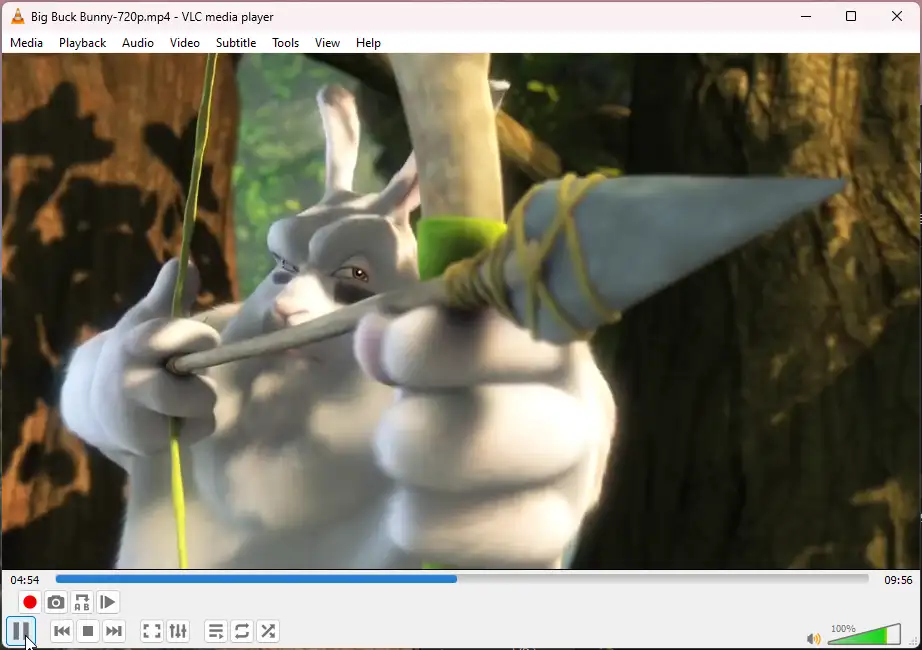 Big Buck Bunny-720p.mp4 - VLC media player
Media Playback Audio Video Subtitle Tools View Help
04:54 09:56
A B
100%